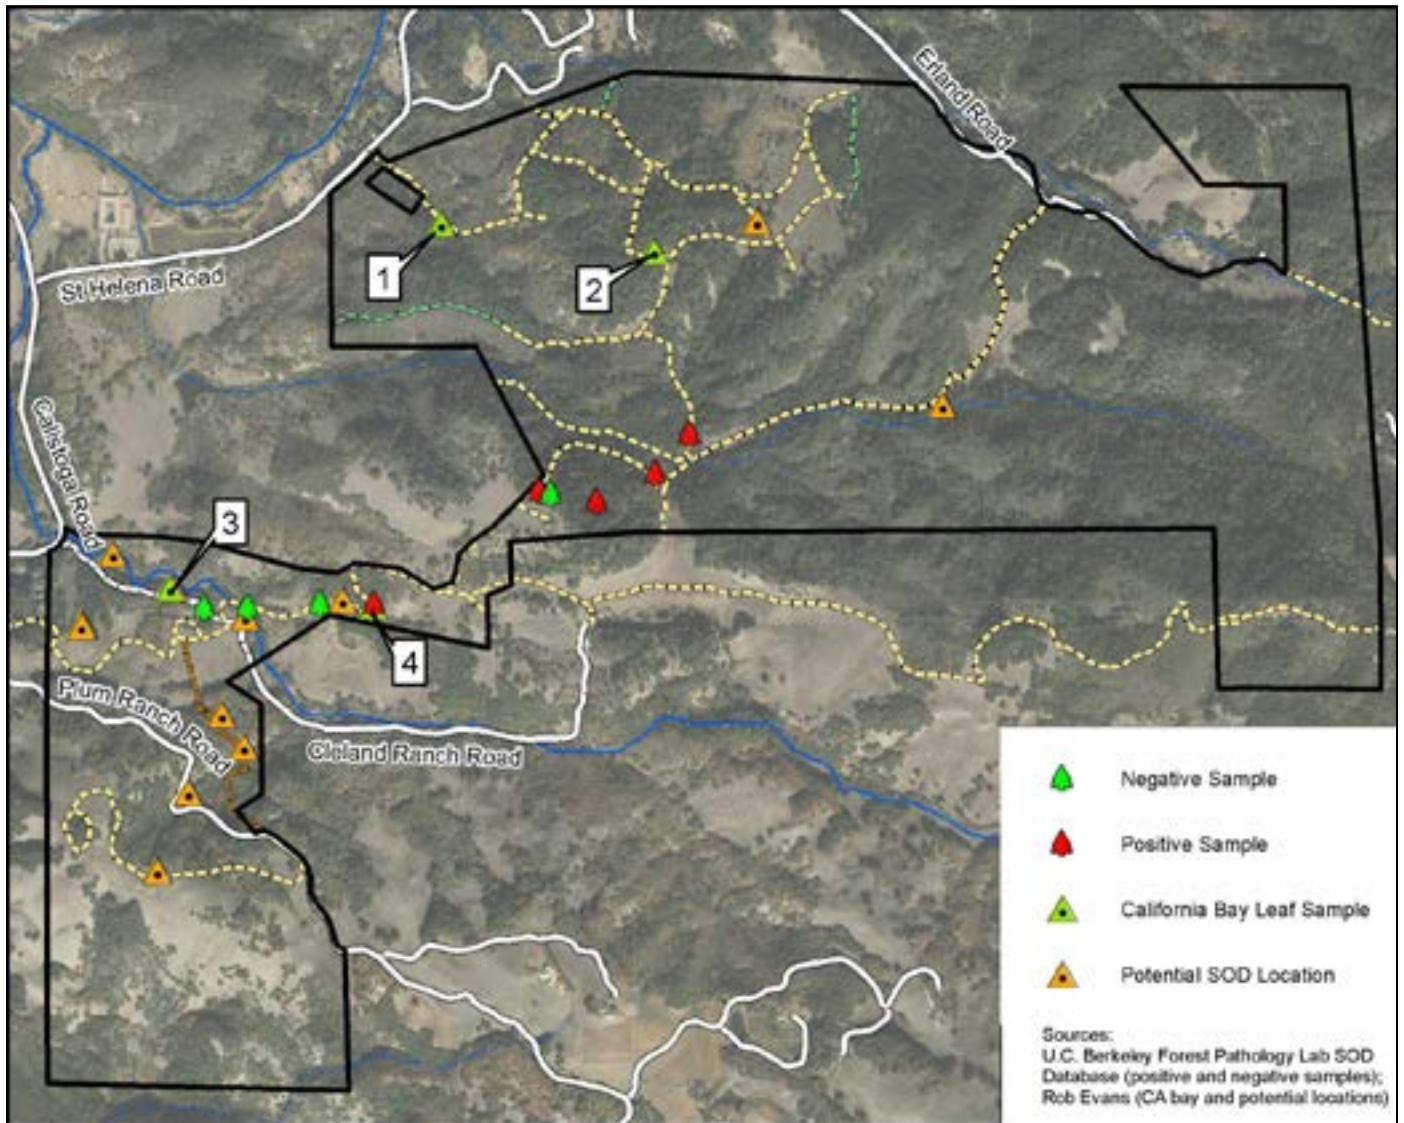 Erland Road
1
2
St Helena Road
Calistoga Road
3
4
Plum Ranch Road
Cleland Ranch Road
Negative Sample
Positive Sample
California Bay Leaf Sample
Potential SOD Location
Sources:
U.C. Berkeley Forest Pathology Lab SOD
Database (positive and negative samples);
Rob Evans (CA bay and potential locations)